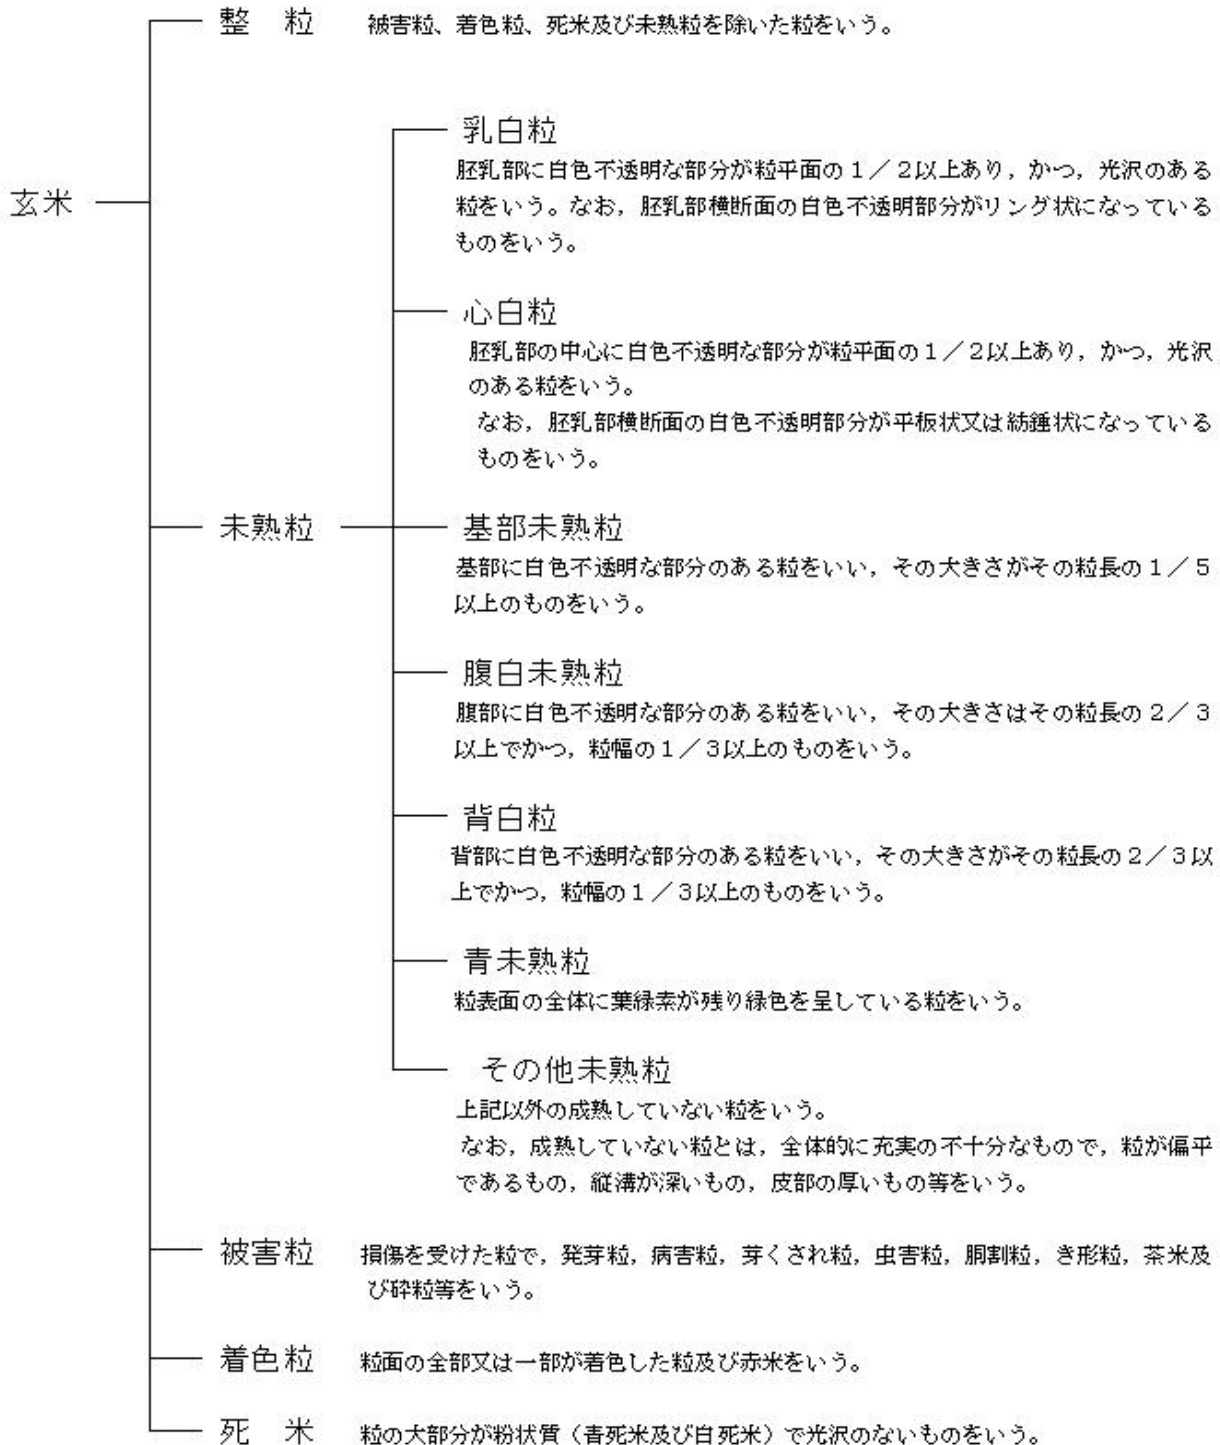 整　粒　被害粒、着色粒、死米及び未熟粒を除いた粒をいう。
乳白粒
胚乳部に白色不透明な部分が粒平面の１／２以上あり，かつ，光沢のある
粒をいう。なお，胚乳部横断面の白色不透明部分がリング状になっている
ものをいう。
玄米
心白粒
胚乳部の中心に白色不透明な部分が粒平面の１／２以上あり，かつ，光沢
のある粒をいう。
なお，胚乳部横断面の白色不透明部分が平板状又は紡錘状になっている
ものをいう。
未熟粒
基部未熟粒
基部に白色不透明な部分のある粒をいい，その大きさがその粒長の１／５
以上のものをいう。
腹白未熟粒
腹部に白色不透明な部分のある粒をいい，その大きさはその粒長の２／３
以上でかつ，粒幅の１／３以上のものをいう。
背白粒
背部に白色不透明な部分のある粒をいい，その大きさがその粒長の２／３以
上でかつ，粒幅の１／３以上のものをいう。
青未熟粒
粒表面の全体に葉緑素が残り緑色を呈している粒をいう。
その他未熟粒
上記以外の成熟していない粒をいう。
なお，成熟していない粒とは，全体的に充実の不十分なもので，粒が偏平
であるもの，縦溝が深いもの，皮部の厚いもの等をいう。
被害粒　損傷を受けた粒で，発芽粒，病害粒，芽くされ粒，虫害粒，胴割粒，き形粒，茶米及
び砕粒等をいう。
着色粒　粒面の全部又は一部が着色した粒及び赤米をいう。
死　米　粒の大部分が粉状質（青死米及び白死米）で光沢のないものをいう。